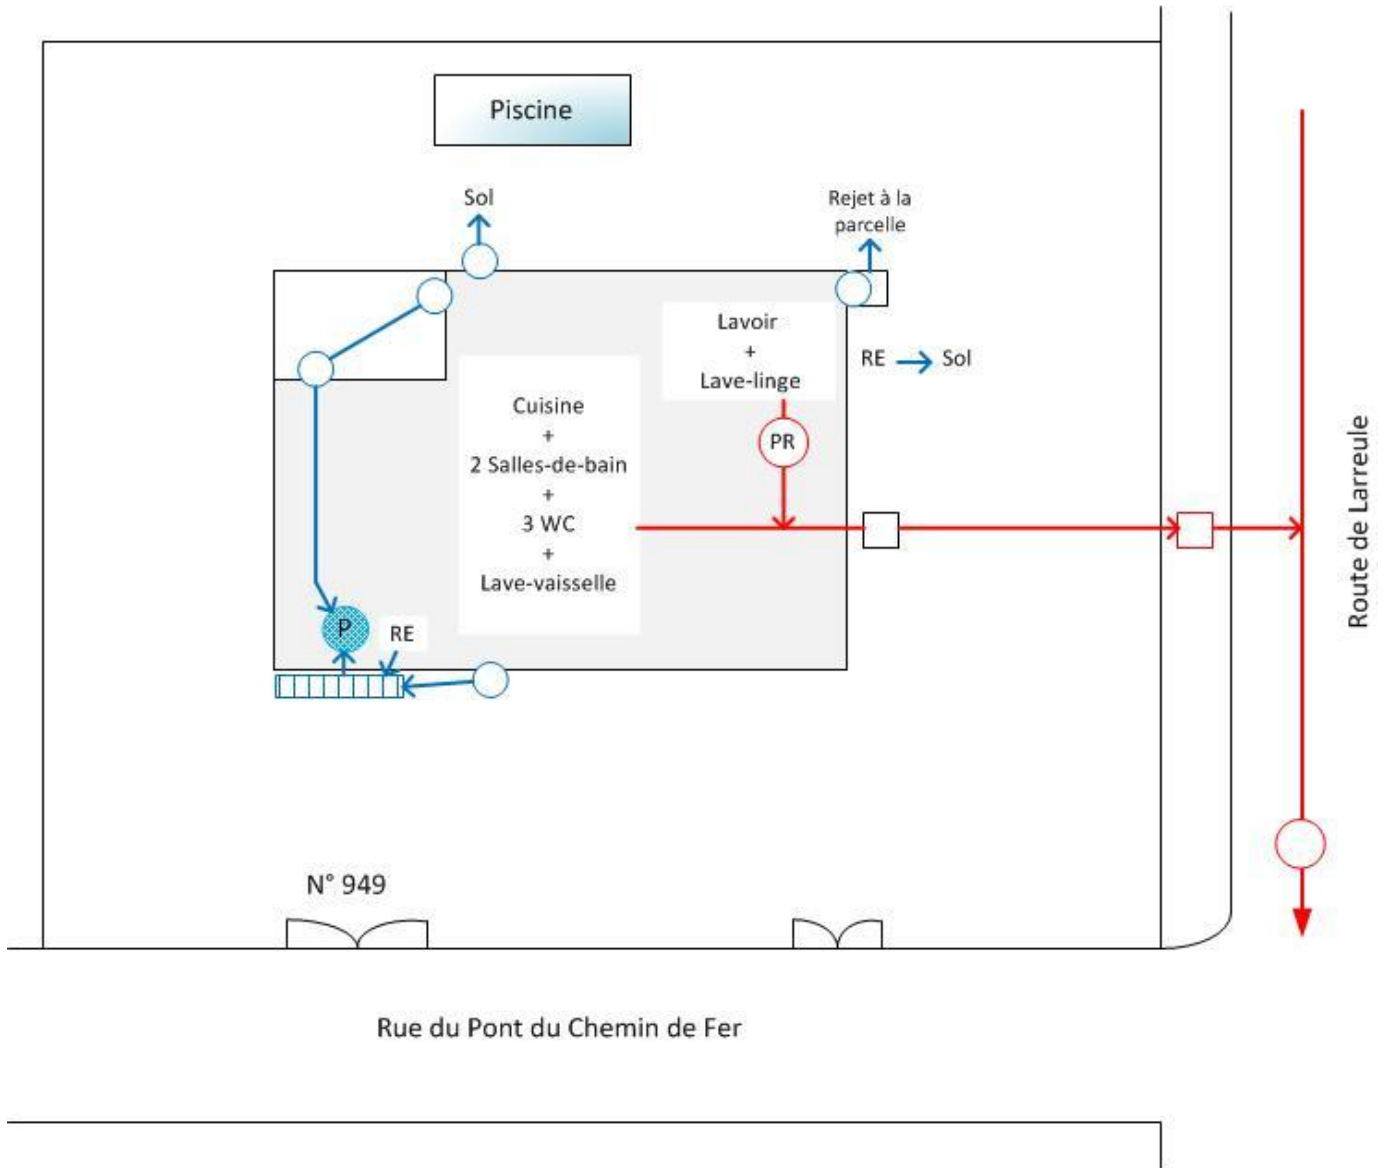 Piscine
Sol
Rejet à la
parcelle
Lavoir
+
Lave-linge
RE
Sol
Cuisine
+
2 Salles-de-bain
+
3 WC
+
Lave-vaisselle
PR
Route de Larreule
P
RE
N° 949
Rue du Pont du Chemin de Fer